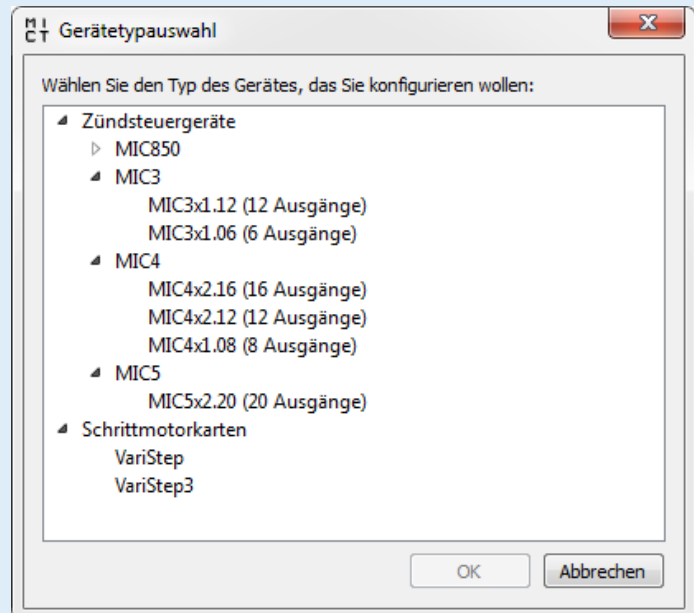 MICT Gerätetypauswahl
Wählen Sie den Typ des Gerätes, das Sie konfigurieren wollen:
Zündsteuergeräte
MIC850
MIC3
MIC3x1.12 (12 Ausgänge)
MIC3x1.06 (6 Ausgänge)
MIC4
MIC4x2.16 (16 Ausgänge)
MIC4x2.12 (12 Ausgänge)
MIC4x1.08 (8 Ausgänge)
MIC5
MIC5x2.20 (20 Ausgänge)
Schrittmotorkarten
VariStep
VariStep3
OK Abbrechen